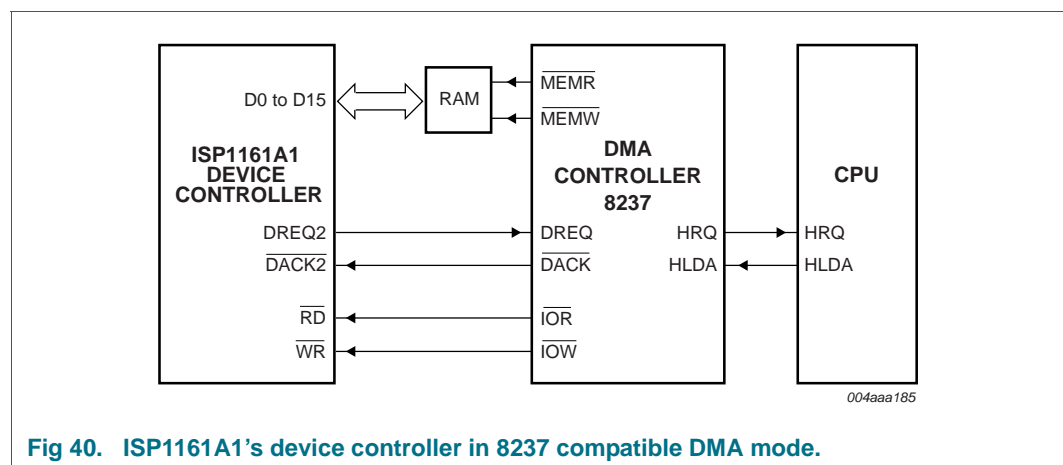 D0 to D15
RAM
MEMR
MEMW
ISP1161A1
DEVICE
CONTROLLER
DMA
CONTROLLER
8237
CPU
DREQ2
DREQ
HRQ
HRQ
DACK2
DACK
HLDA
HLDA
RD
IOR
WR
IOW
004aaa185
Fig 40. ISP1161A1's device controller in 8237 compatible DMA mode.